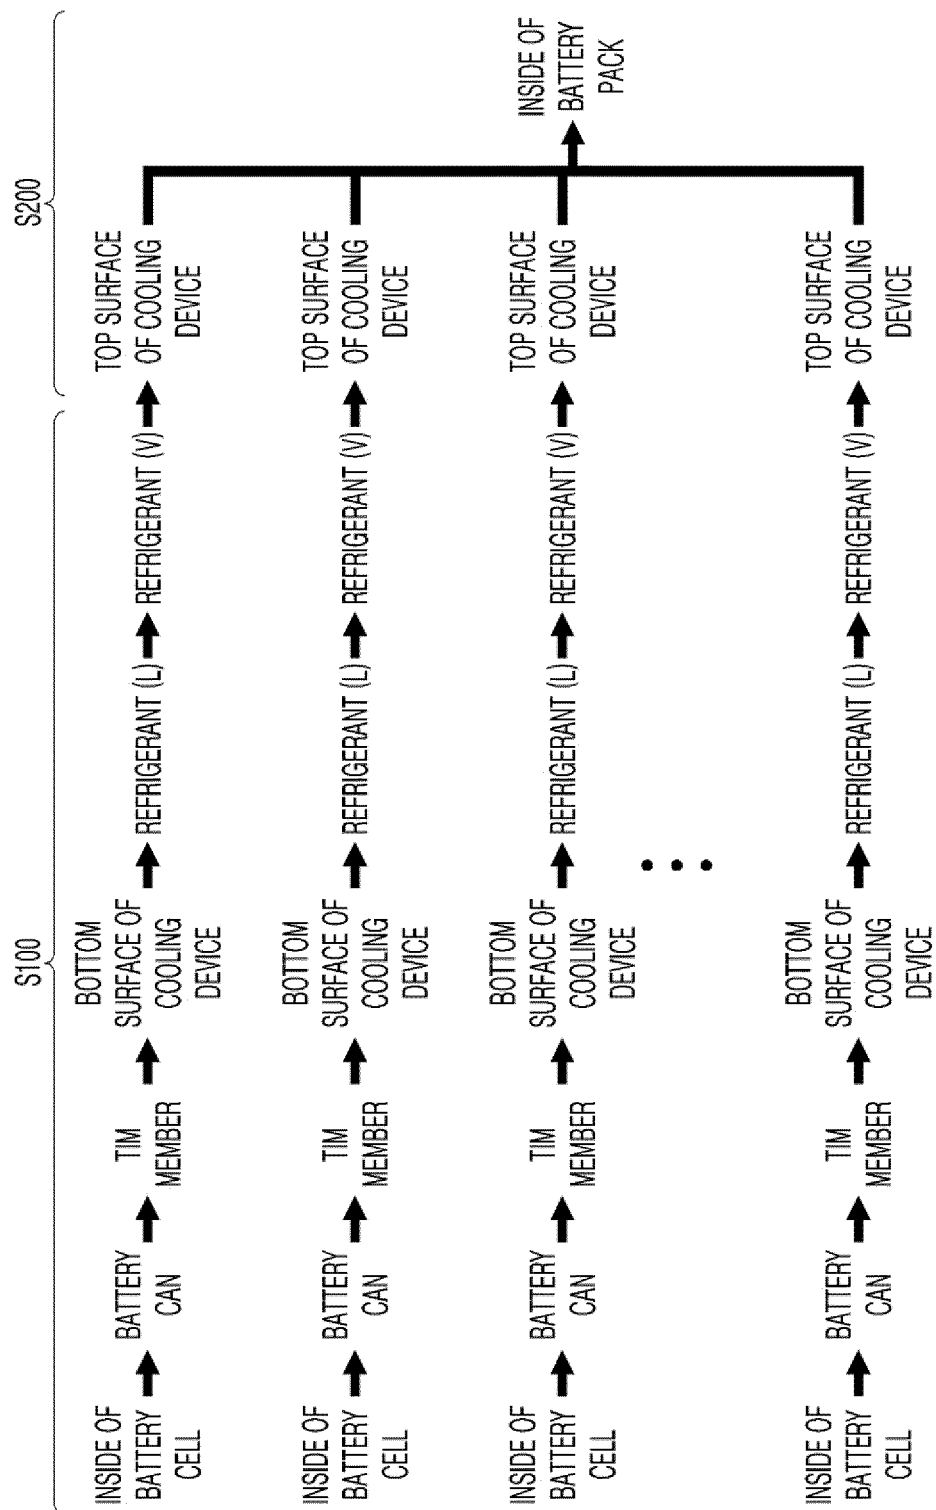 S100
S200
INSIDE OF
BATTERY
CELL
BATTERY
CAN
TIM
MEMBER
BOTTOM
SURFACE OF
COOLING
DEVICE
REFRIGERANT (L)
REFRIGERANT (V)
TOP SURFACE
OF COOLING
DEVICE
INSIDE OF
BATTERY
CELL
BATTERY
CAN
TIM
MEMBER
BOTTOM
SURFACE OF
COOLING
DEVICE
REFRIGERANT (L)
REFRIGERANT (V)
TOP SURFACE
OF COOLING
DEVICE
INSIDE OF
BATTERY
CELL
BATTERY
CAN
TIM
MEMBER
BOTTOM
SURFACE OF
COOLING
DEVICE
REFRIGERANT (L)
REFRIGERANT (V)
TOP SURFACE
OF COOLING
DEVICE
INSIDE OF
BATTERY
PACK
INSIDE OF
BATTERY
CELL
BATTERY
CAN
TIM
MEMBER
BOTTOM
SURFACE OF
COOLING
DEVICE
REFRIGERANT (L)
REFRIGERANT (V)
TOP SURFACE
OF COOLING
DEVICE